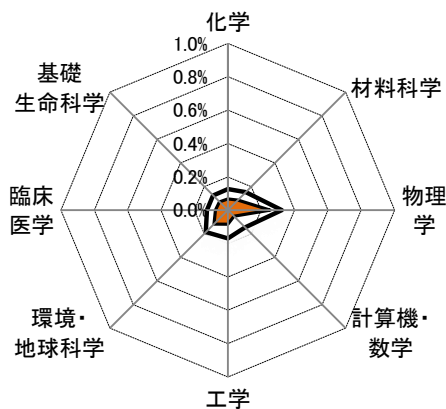 化学
1.0%
0.8%
0.6%
0.4%
0.2%
0.0%
材料科学
物理
学
計算機・
数学
工学
環境・
地球科学
臨床
医学
基礎
生命科学